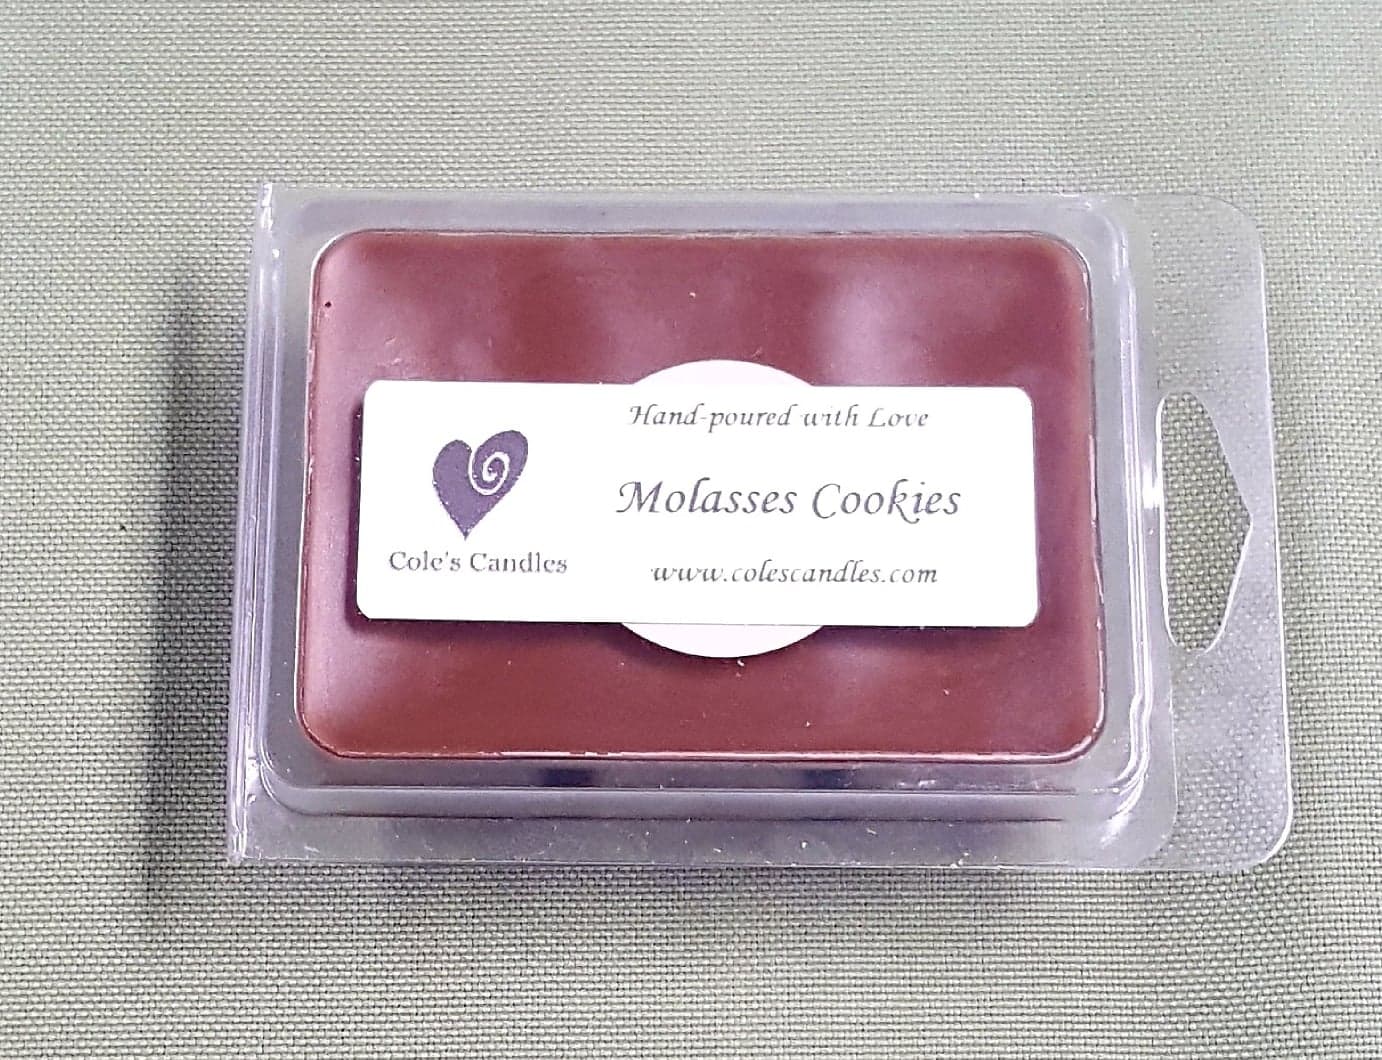 Hand-poured with Love
Molasses Cookies
Cole's Candles
www.colescandles.com